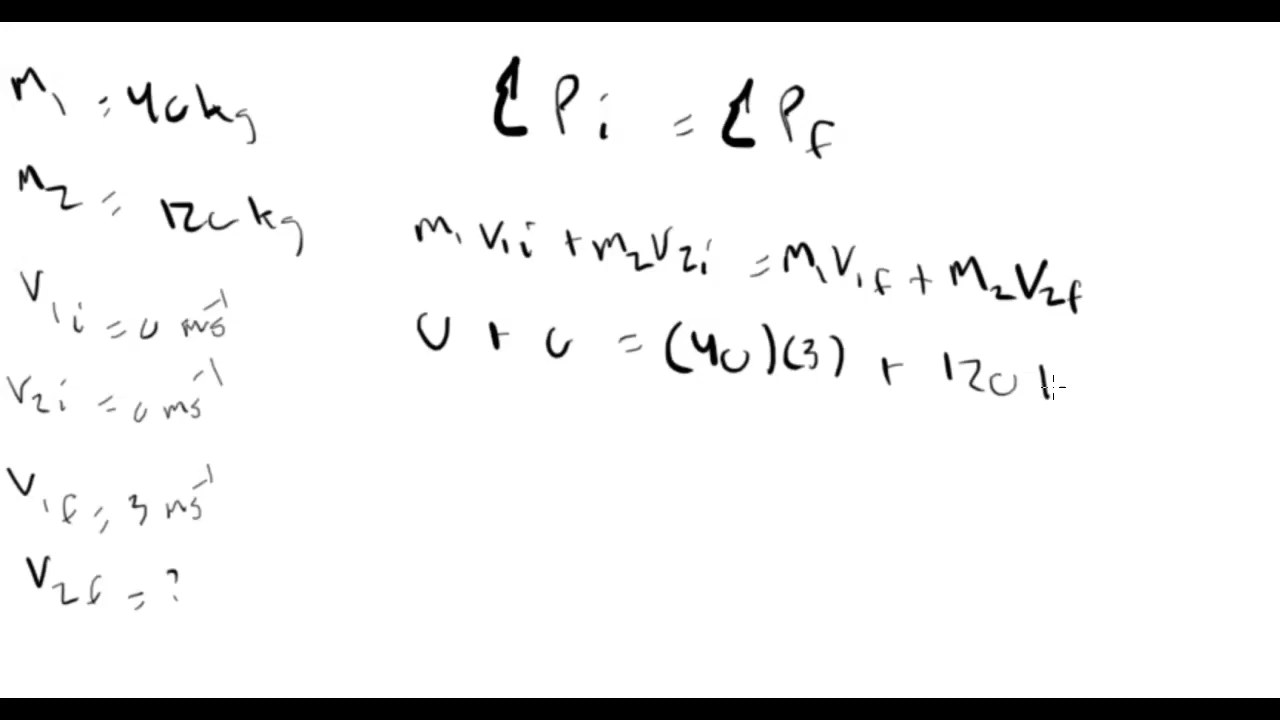 m₁ = 40kg
m₂ = 120kg
V₁i = 0 ms⁻¹
V₂i = 0 ms⁻¹
V₁f = 3 ms⁻¹
V₂f = ?
ΣPi = ΣPf
m₁V₁i + m₂V₂i = m₁V₁f + m₂V₂f
0 + 0 = (40)(3) + 120